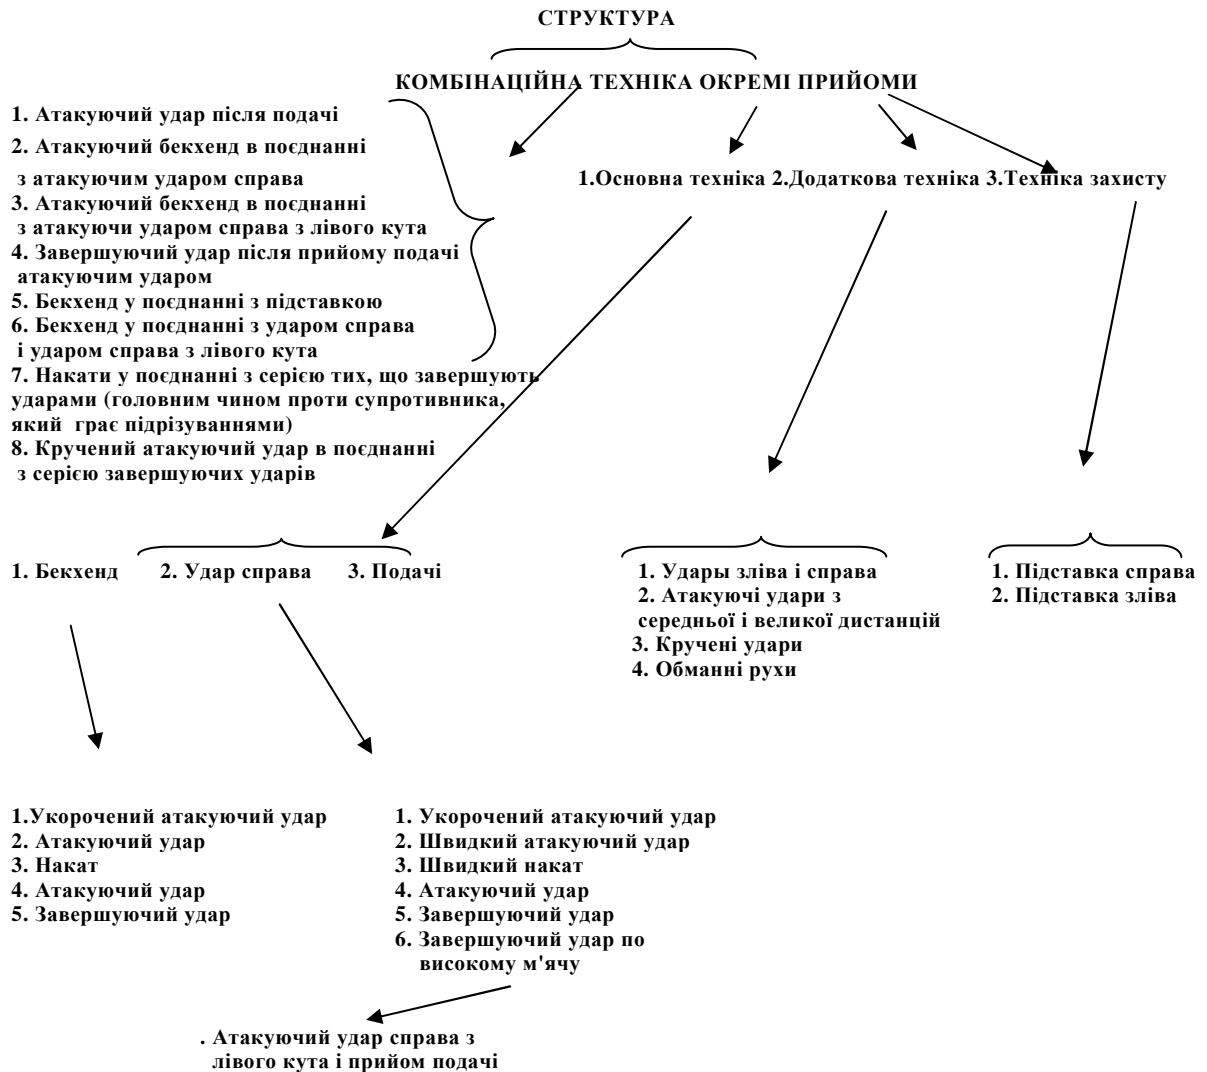 СТРУКТУРА
КОМБІНАЦІЙНА ТЕХНІКА ОКРЕМІ ПРИЙОМИ
1. Атакуючий удар після подачі
2. Атакуючий бекхенд в поєднанні
з атакуючим ударом справа
3. Атакуючий бекхенд в поєднанні
з атакуючи ударом справа з лівого кута
4. Завершуючий удар після прийому подачі
атакуючим ударом
5. Бекхенд у поєднанні з підставкою
6. Бекхенд у поєднанні з ударом справа
і ударом справа з лівого кута
7. Накати у поєднанні з серією тих, що завершують
ударами (головним чином проти супротивника,
який грає підрізуваннями)
8. Кручений атакуючий удар в поєднанні
з серією завершуючих ударів
1.Основна техніка 2.Додаткова техніка 3.Техніка захисту
1. Бекхенд 2. Удар справа 3. Подачі
1. Удары зліва і справа
2. Атакуючі удари з
середньої і великої дистанцій
3. Кручені удари
4. Обманні рухи
1. Підставка справа
2. Підставка зліва
1.Укорочений атакуючий удар
2. Атакуючий удар
3. Накат
4. Атакуючий удар
5. Завершуючий удар
1. Укорочений атакуючий удар
2. Швидкий атакуючий удар
3. Швидкий накат
4. Атакуючий удар
5. Завершуючий удар
6. Завершуючий удар по
високому м'ячу
. Атакуючий удар справа з
лівого кута і прийом подачі